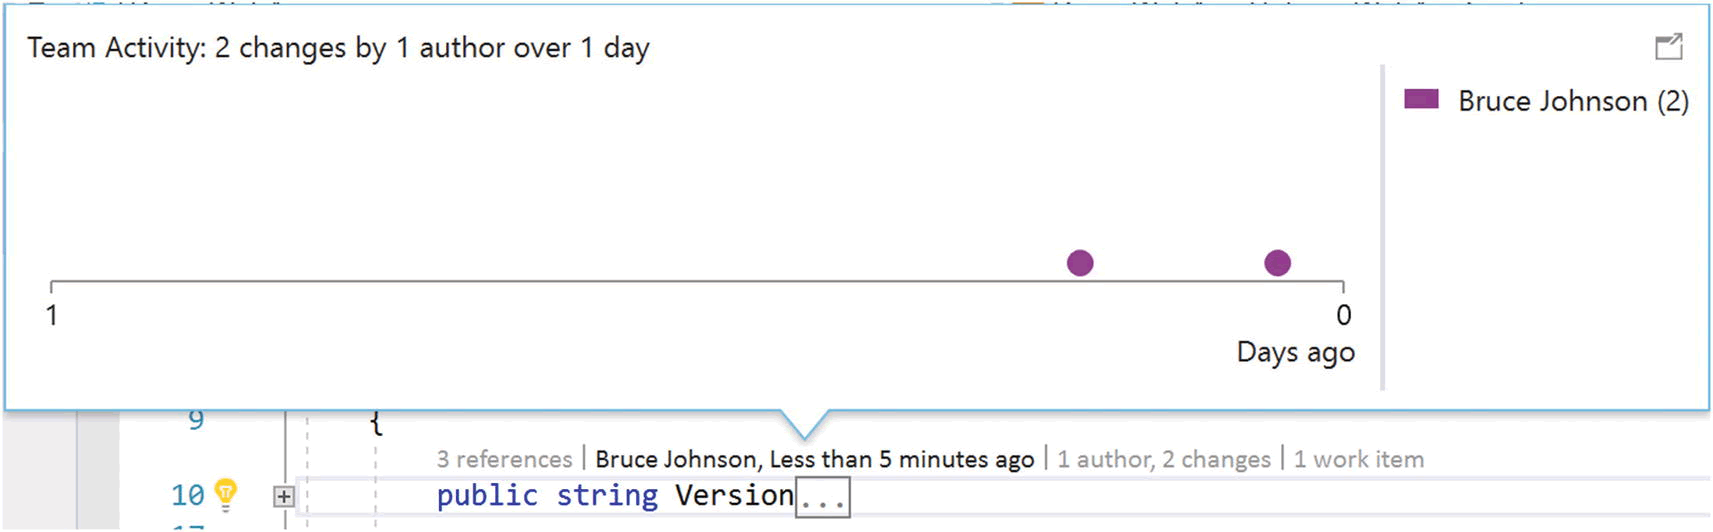 Team Activity: 2 changes by 1 author over 1 day
Bruce Johnson (2)
1 0
Days ago
9 {
3 references | Bruce Johnson, Less than 5 minutes ago | 1 author, 2 changes | 1 work item
10 public string Version...